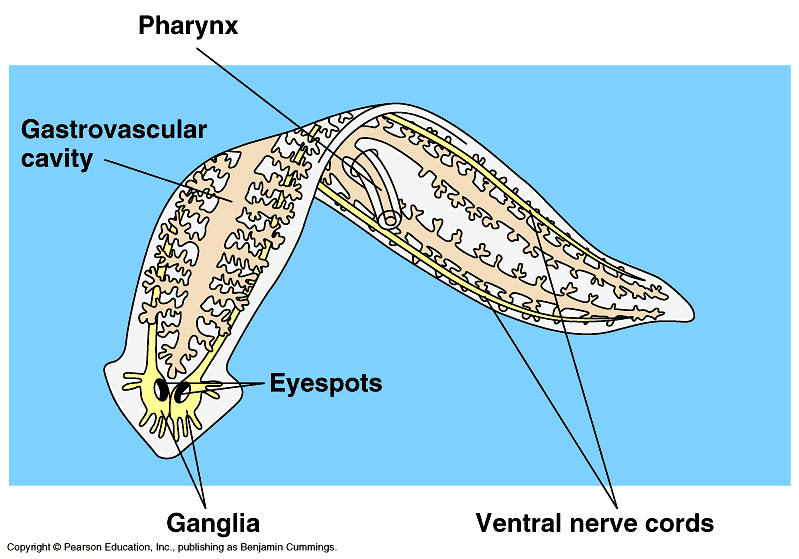 Pharynx
Gastrovascular
cavity
Eyespots
Ganglia
Ventral nerve cords
Copyright © Pearson Education, Inc., publishing as Benjamin Cummings.